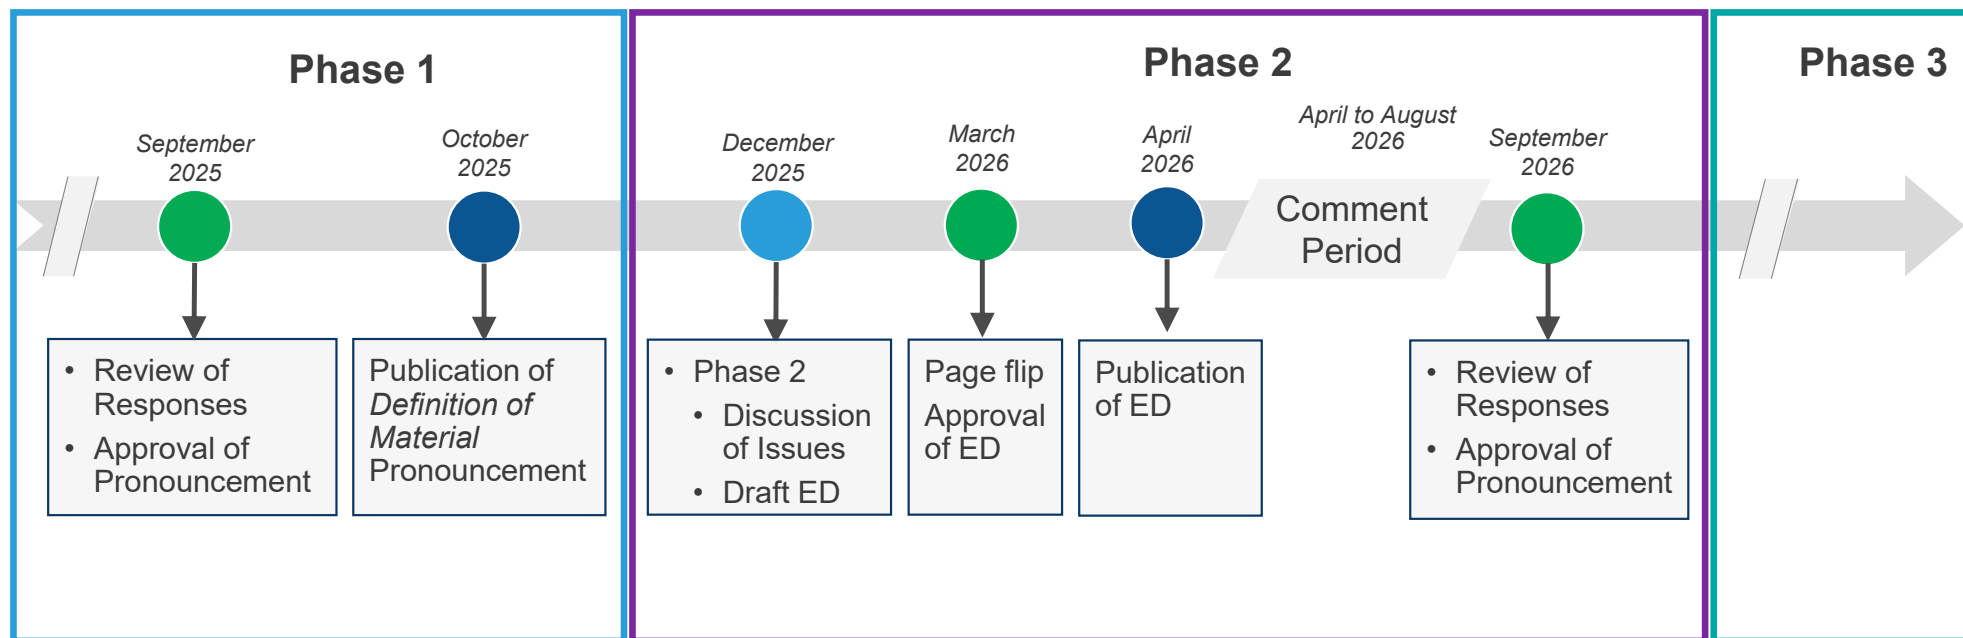 Phase 1
September
2025
October
2025
• Review of
Responses
• Approval of
Pronouncement
Publication of
Definition of
Material
Pronouncement
Phase 2
December
2025
March
2026
April
2026
April to August
2026
September
2026
Comment
Period
• Phase 2
• Discussion
of Issues
• Draft ED
Page flip
Approval
of ED
Publication
of ED
• Review of
Responses
• Approval of
Pronouncement
Phase 3